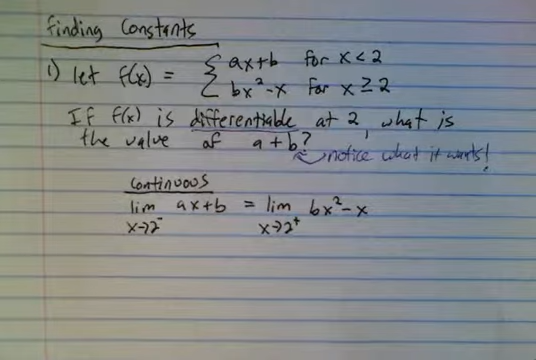 Finding Constants
1) let f(x) = { ax+b for x < 2
bx²-x for x ≥ 2
If f(x) is differentiable at 2, what is
the value of a+b?
notice what it wants!
continuous
lim ax+b = lim bx²-x
x→2⁻ x→2⁺